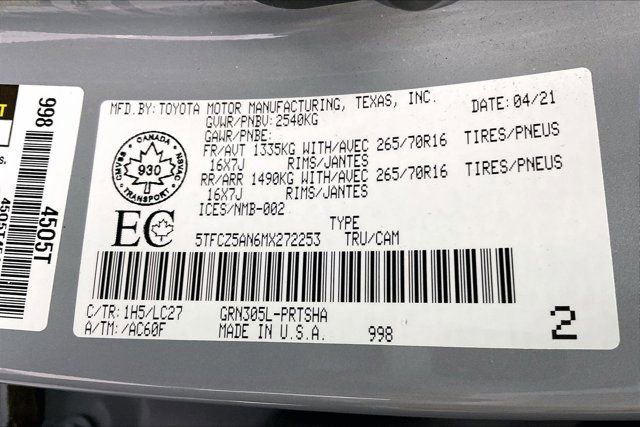 MFD.BY:TOYOTA MOTOR MANUFACTURING, TEXAS, INC. DATE:04/21
GVWR/PNBV:2540KG
GAWR/PNBE:
FR/AVT 1335KG WITH/AVEC 265/70R16 TIRES/PNEUS
16X7J RIMS/JANTES
RR/ARR 1490KG WITH/AVEC 265/70R16 TIRES/PNEUS
16X7J RIMS/JANTES
ICES/NMB-002
CANADA
930
TRANSPORT
EC
TYPE
5TFCZ5AN6MX272253 TRU/CAM
C/TR:1H5/LC27 GRN305L-PRTSHA
A/TM:/AC60F MADE IN U.S.A. 998 2
998
4505T